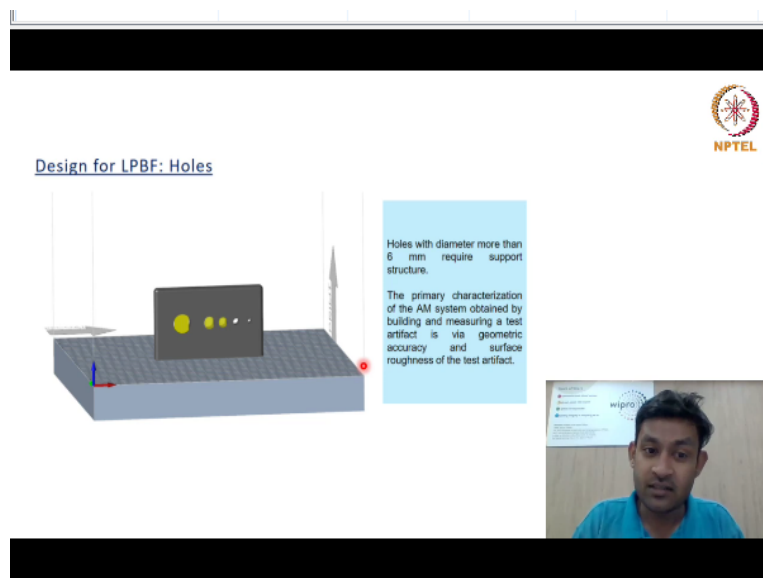 NPTEL
Design for LPBF: Holes
Holes with diameter more than
6 mm require support
structure.
The primary characterization
of the AM system obtained by
building and measuring a test
artifact is via geometric
accuracy and surface
roughness of the test artifact.
wipro